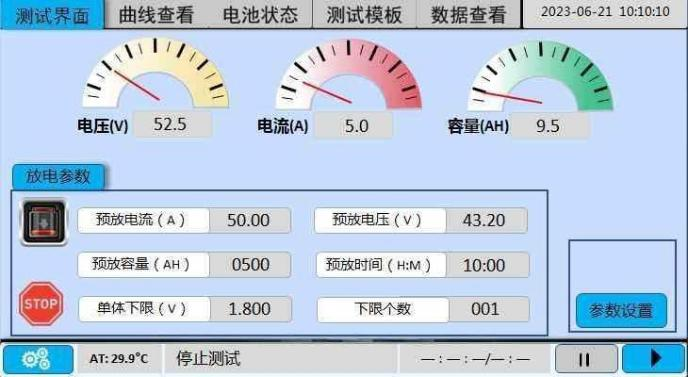 测试界面 曲线查看 电池状态 测试模板 数据查看 2023-06-21 10:10:10
电压(V) 52.5 电流(A) 5.0 容量(AH) 9.5
放电参数
预放电流(A) 50.00 预放电压(V) 43.20
预放容量(AH) 0500 预放时间(H:M) 10:00
STOP 单体下限(V) 1.800 下限个数 001 参数设置
AT: 29.9°C 停止测试 —:—:—/—:—